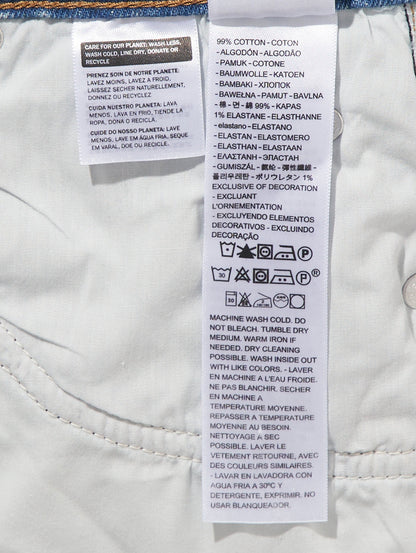 CARE FOR OUR PLANET: WASH LESS,
WASH COLD, LINE DRY, DONATE OR
RECYCLE
PRENEZ SOIN DE NOTRE PLANETE:
LAVEZ MOINS, LAVEZ A FROID,
LAISSEZ SECHER NATURELLEMENT,
DONNEZ OU RECYCLEZ
CUIDA NUESTRO PLANETA: LAVA
MENOS, LAVA EN FRIO, TIENDE LA
ROPA, DONA O RECICLA
CUIDE DO NOSSO PLANETA: LAVE
MENOS, LAVE EM ÁGUA FRIA, SEQUE
EM VARAL, DOE OU RECICLE
99% COTTON - COTON
- ALGODÓN - ALGODÃO
- PAMUK - COTONE
- BAUMWOLLE - KATOEN
- BAMBAKI - ХЛОПОК
- BAWEŁNA - PAMUT - BAVLNA
- 棉 - 면 - 綿 99% - KAPAS
1% ELASTANE - ELASTHANNE
- elastano - ELASTANO
- ELASTAN - ELASTOMERO
- ELASTHAN - ELASTAAN
- ΕΛΑΣΤΑΝΗ - ЭЛАСТАН
- GUMISZÁL - 氨纶 - 彈性纖維 -
폴리우레탄 - ポリウレタン 1%
EXCLUSIVE OF DECORATION
- EXCLUANT
L'ORNEMENTATION
- EXCLUYENDO ELEMENTOS
DECORATIVOS - EXCLUINDO
DECORAÇÃO
P
30 P ®
30
MACHINE WASH COLD. DO
NOT BLEACH. TUMBLE DRY
MEDIUM. WARM IRON IF
NEEDED. DRY CLEANING
POSSIBLE. WASH INSIDE OUT
WITH LIKE COLORS. - LAVER
EN MACHINE A L'EAU FROIDE.
NE PAS BLANCHIR. SECHER
EN MACHINE A
TEMPERATURE MOYENNE.
REPASSER A TEMPERATURE
MOYENNE AU BESOIN.
NETTOYAGE A SEC
POSSIBLE. LAVER LE
VETEMENT RETOURNE, AVEC
DES COULEURS SIMILAIRES.
- LAVAR EN LAVADORA CON
AGUA FRIA A 30ºC Y
DETERGENTE, EXPRIMIR. NO
USAR BLANQUEADOR.